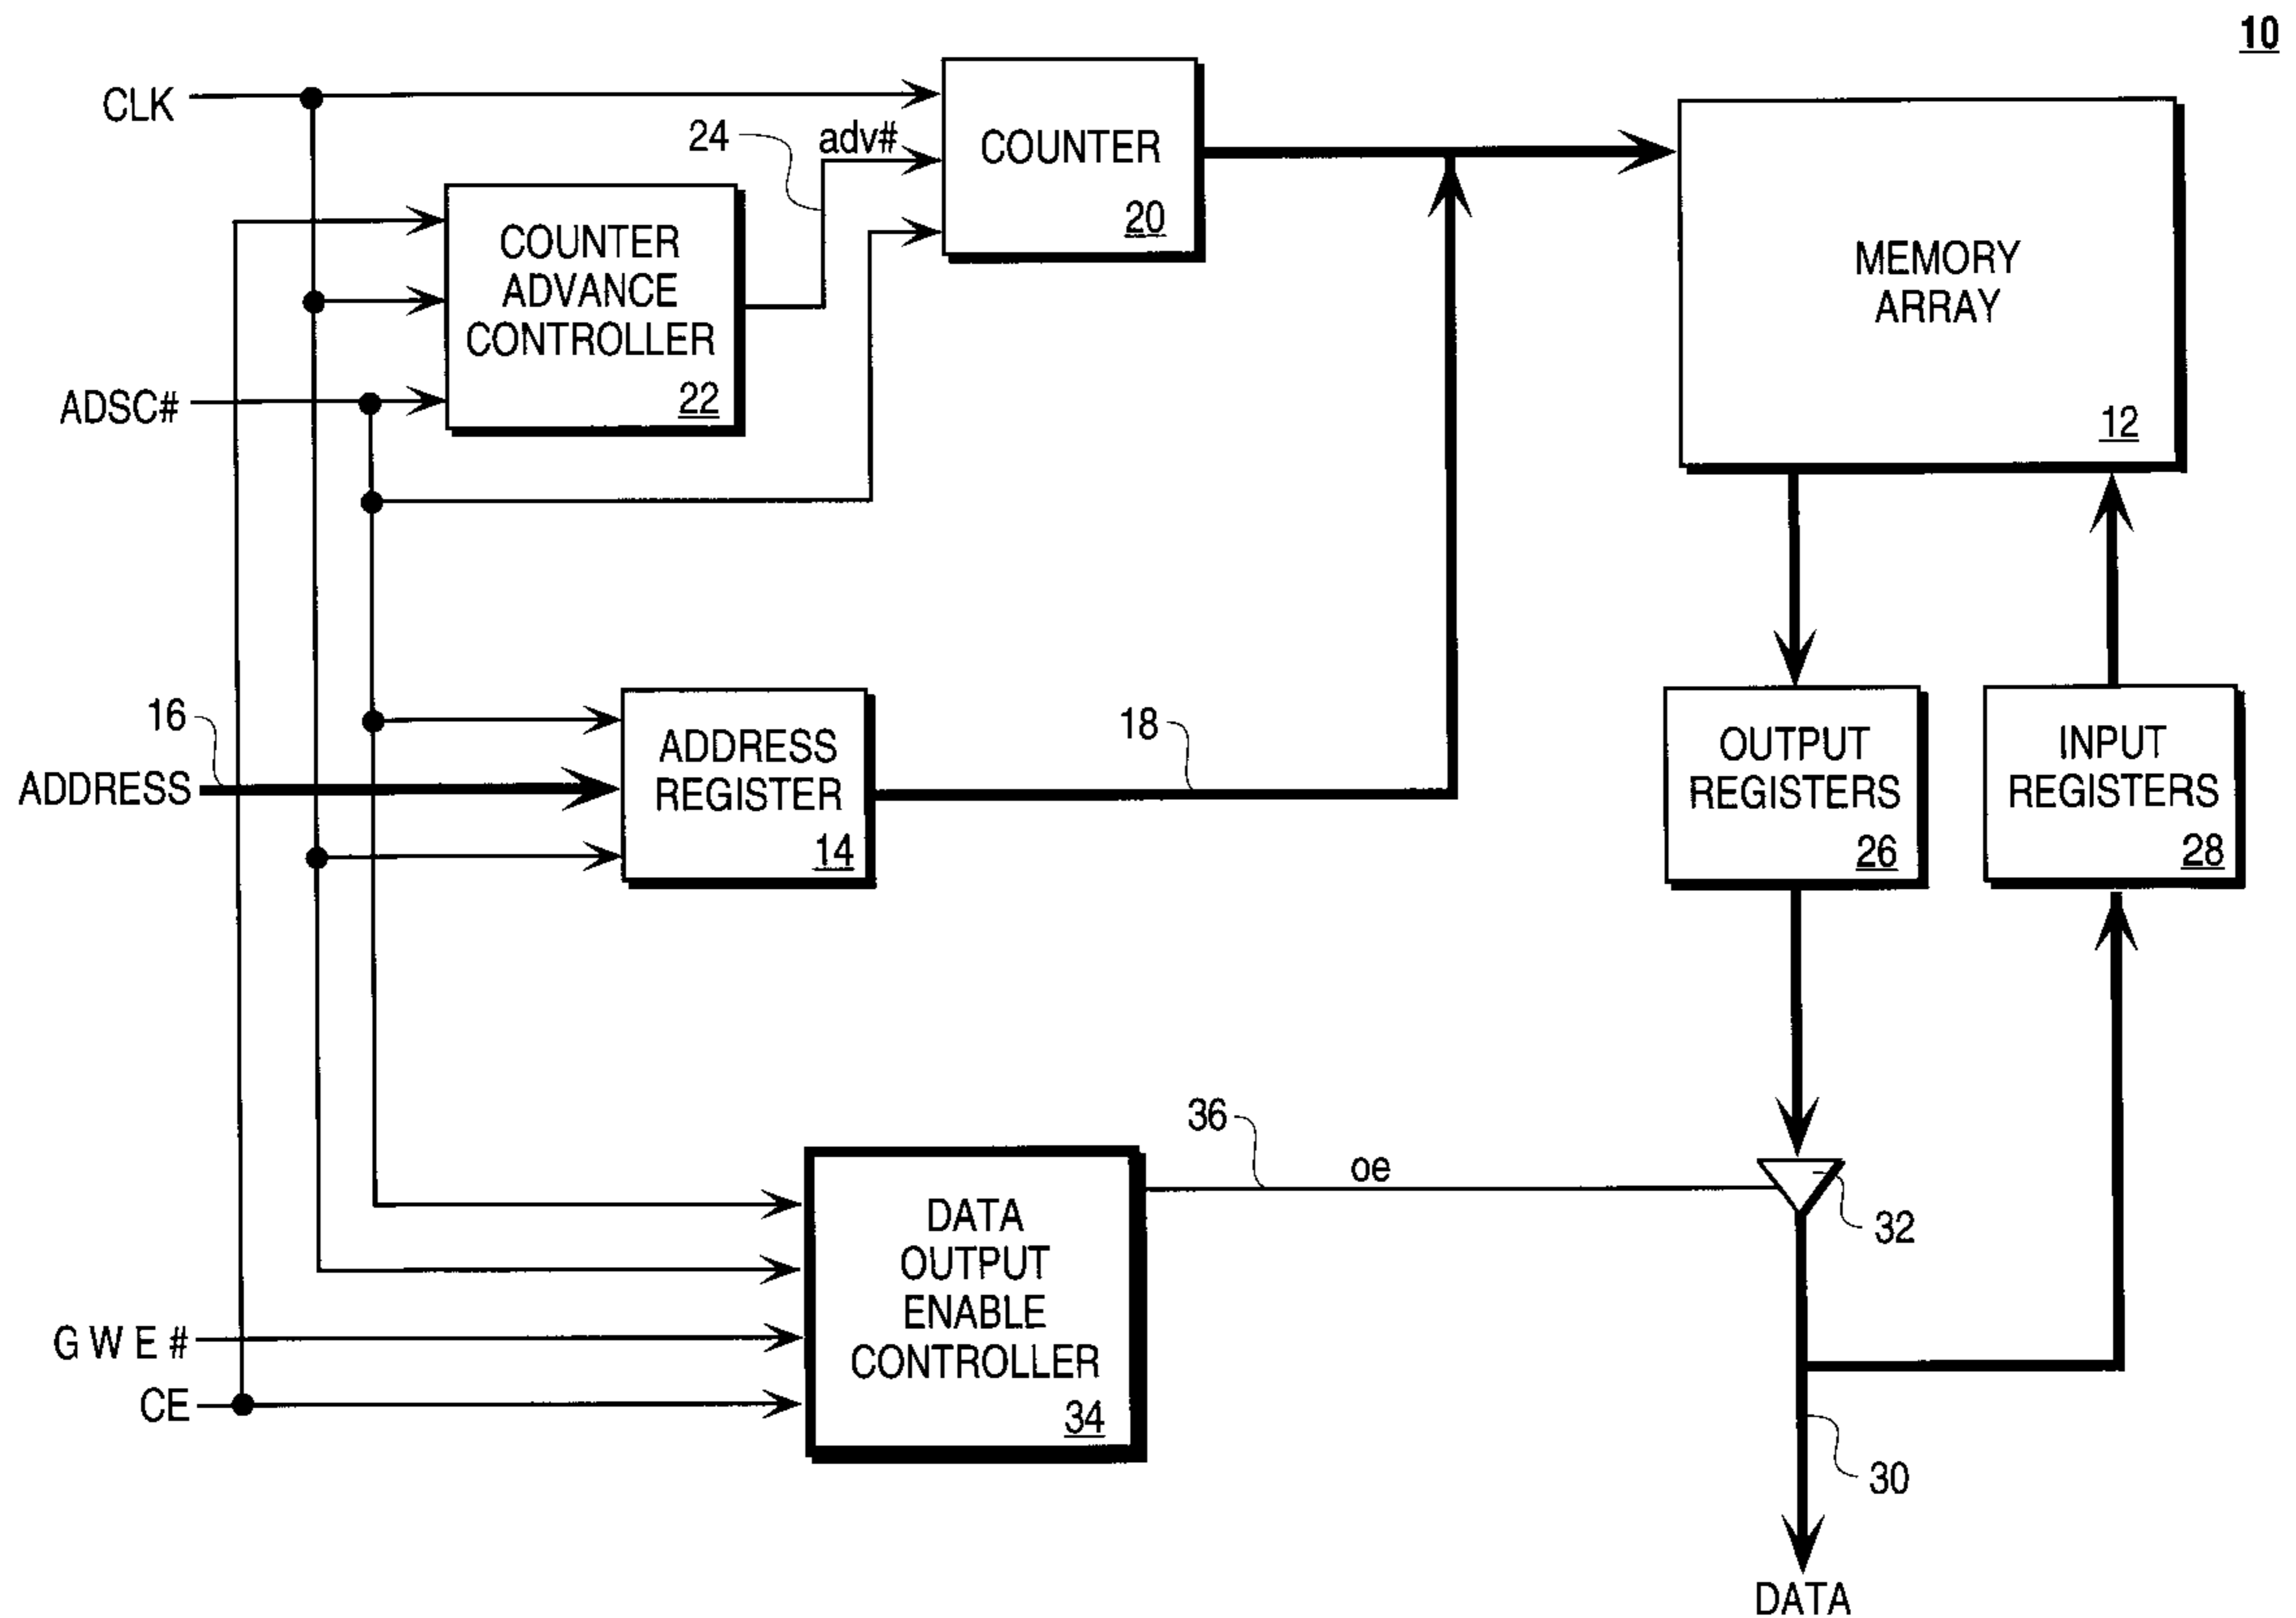 10
CLK
24
adv#
COUNTER
20
COUNTER
ADVANCE
CONTROLLER
22
MEMORY
ARRAY
12
ADSC#
16
ADDRESS
ADDRESS
REGISTER
14
18
OUTPUT
REGISTERS
26
INPUT
REGISTERS
28
36
oe
32
DATA
OUTPUT
ENABLE
CONTROLLER
34
G W E #
CE
30
DATA